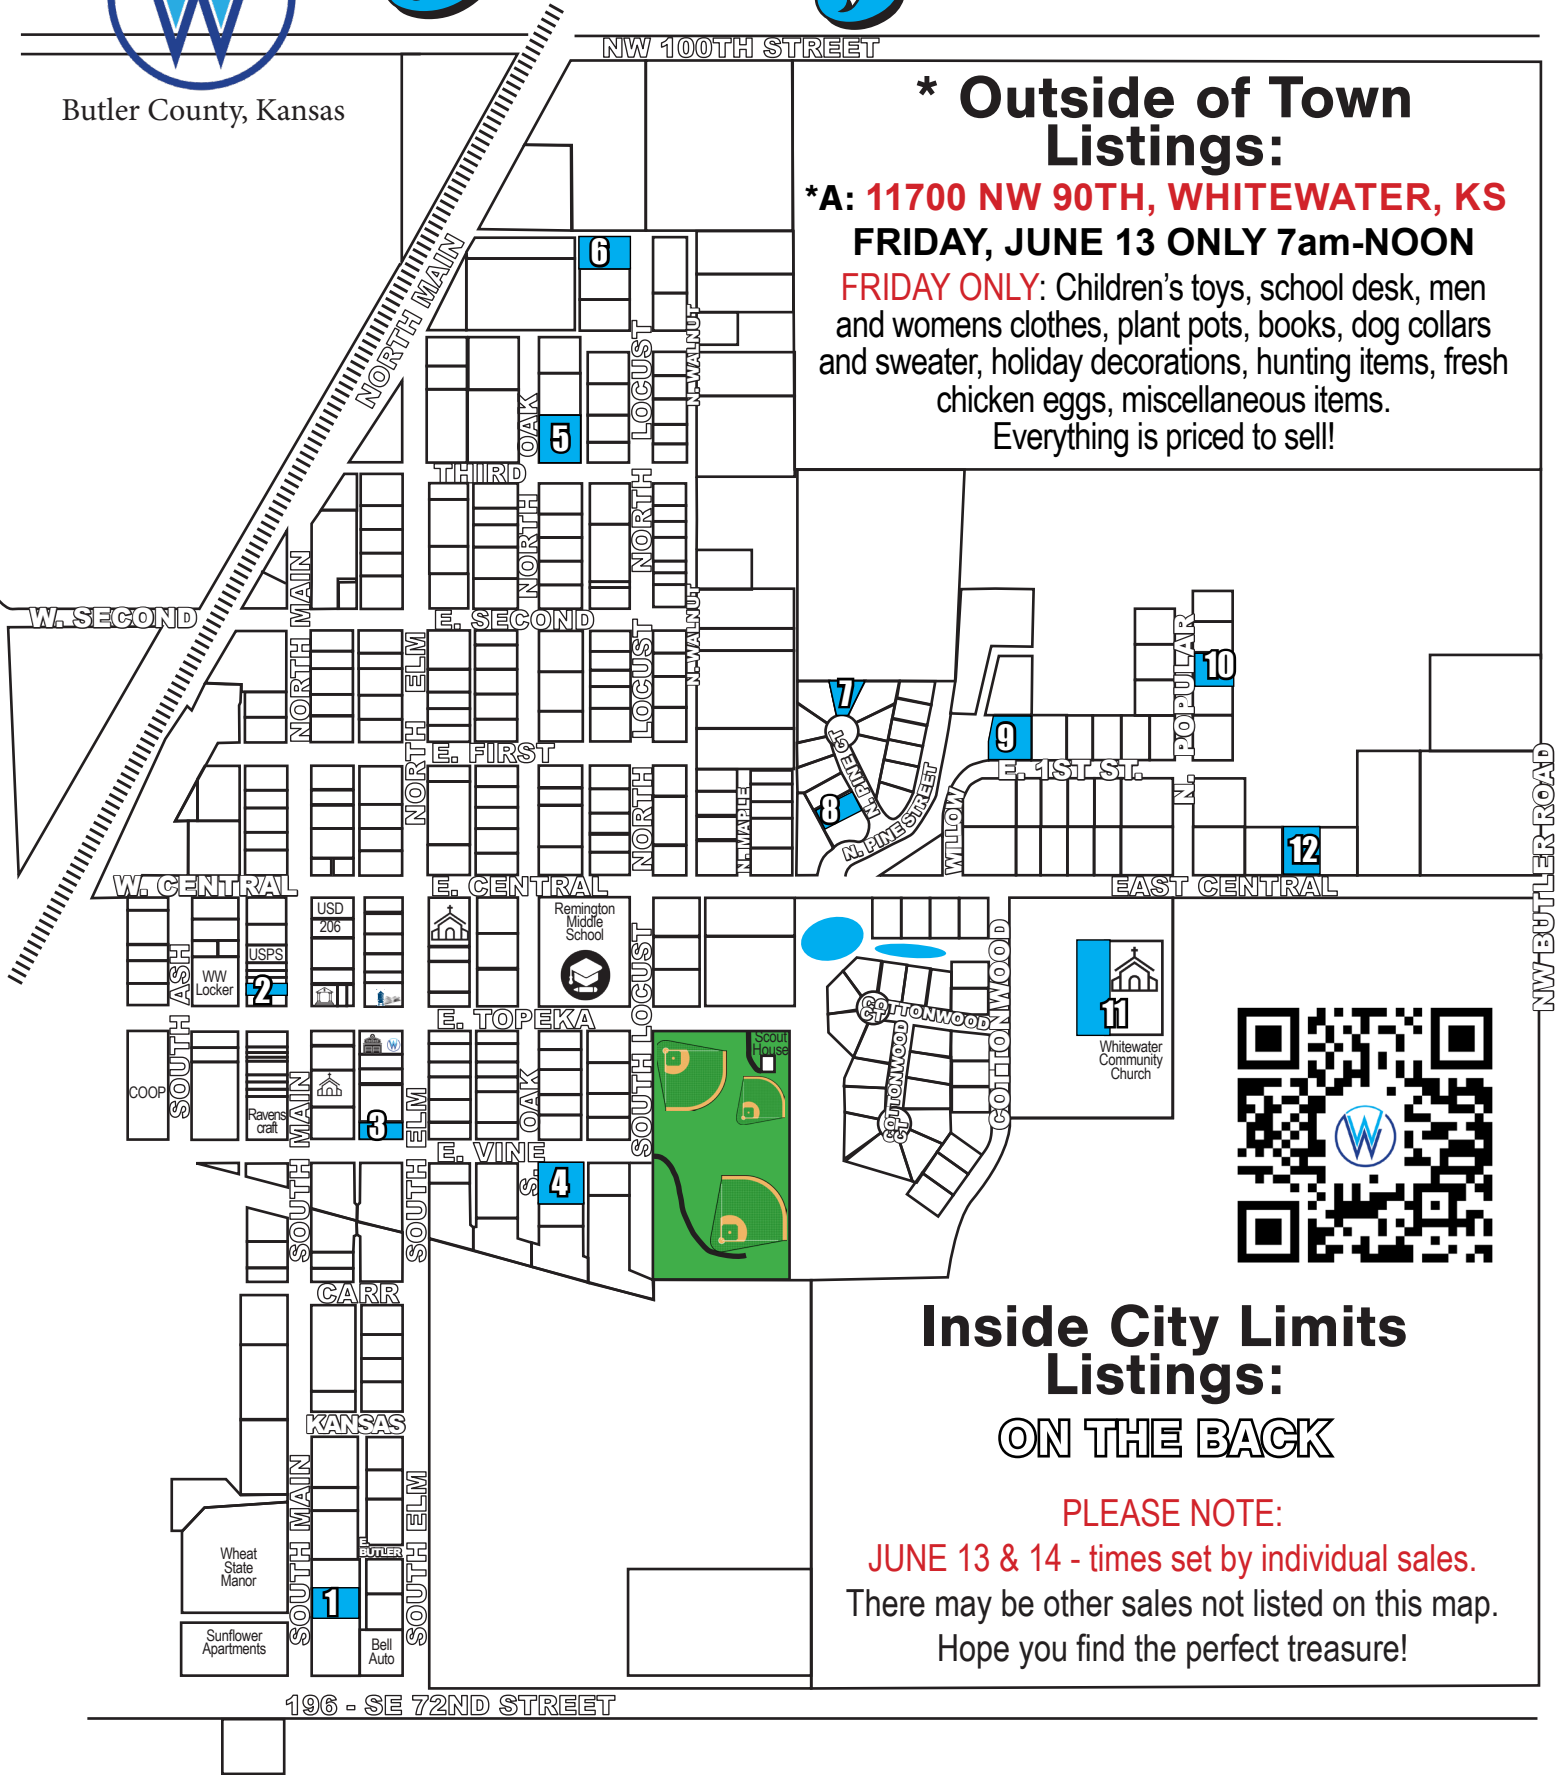 W
Butler County, Kansas
NW 100TH STREET
* Outside of Town
Listings:
*A: 11700 NW 90TH, WHITEWATER, KS
FRIDAY, JUNE 13 ONLY 7am-NOON
FRIDAY ONLY: Children's toys, school desk, men
and womens clothes, plant pots, books, dog collars
and sweater, holiday decorations, hunting items, fresh
chicken eggs, miscellaneous items.
Everything is priced to sell!
NORTH MAIN
6
LOCUST
N. WALNUT
OAK
5
THIRD
NORTH
NORTH
W. SECOND
NORTH MAIN
E. SECOND
N. WALNUT
NORTH ELM
LOCUST
N. POPULAR
10
7
9
E. FIRST
N. PINE CT
E. 1ST ST.
NORTH
N. MAPLE
8
N. PINE STREET
WILLOW
12
NW BUTLER ROAD
W. CENTRAL
E. CENTRAL
EAST CENTRAL
USD
206
Remington
Middle
School
SOUTH ASH
USPS
WW
Locker
2
SOUTH LOCUST
COTTONWOOD
11
E. TOPEKA
COTTONWOOD
CT
COTTONWOOD
CT
Whitewater
Community
Church
Scout
House
COOP
SOUTH MAIN
W
Ravens
craft
3
SOUTH ELM
S. OAK
E. VINE
4
W
CARR
Inside City Limits
Listings:
ON THE BACK
KANSAS
SOUTH MAIN
SOUTH ELM
PLEASE NOTE:
JUNE 13 & 14 - times set by individual sales.
There may be other sales not listed on this map.
Hope you find the perfect treasure!
Wheat
State
Manor
E.
BUTLER
1
Sunflower
Apartments
Bell
Auto
196 - SE 72ND STREET